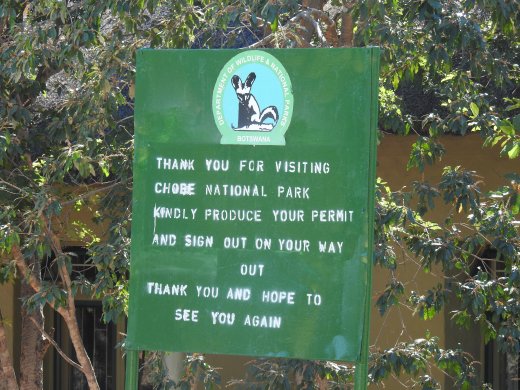 DEPARTMENT OF WILDLIFE & NATIONAL PARKS
BOTSWANA
THANK YOU FOR VISITING
CHOBE NATIONAL PARK
KINDLY PRODUCE YOUR PERMIT
AND SIGN OUT ON YOUR WAY
OUT
THANK YOU AND HOPE TO
SEE YOU AGAIN